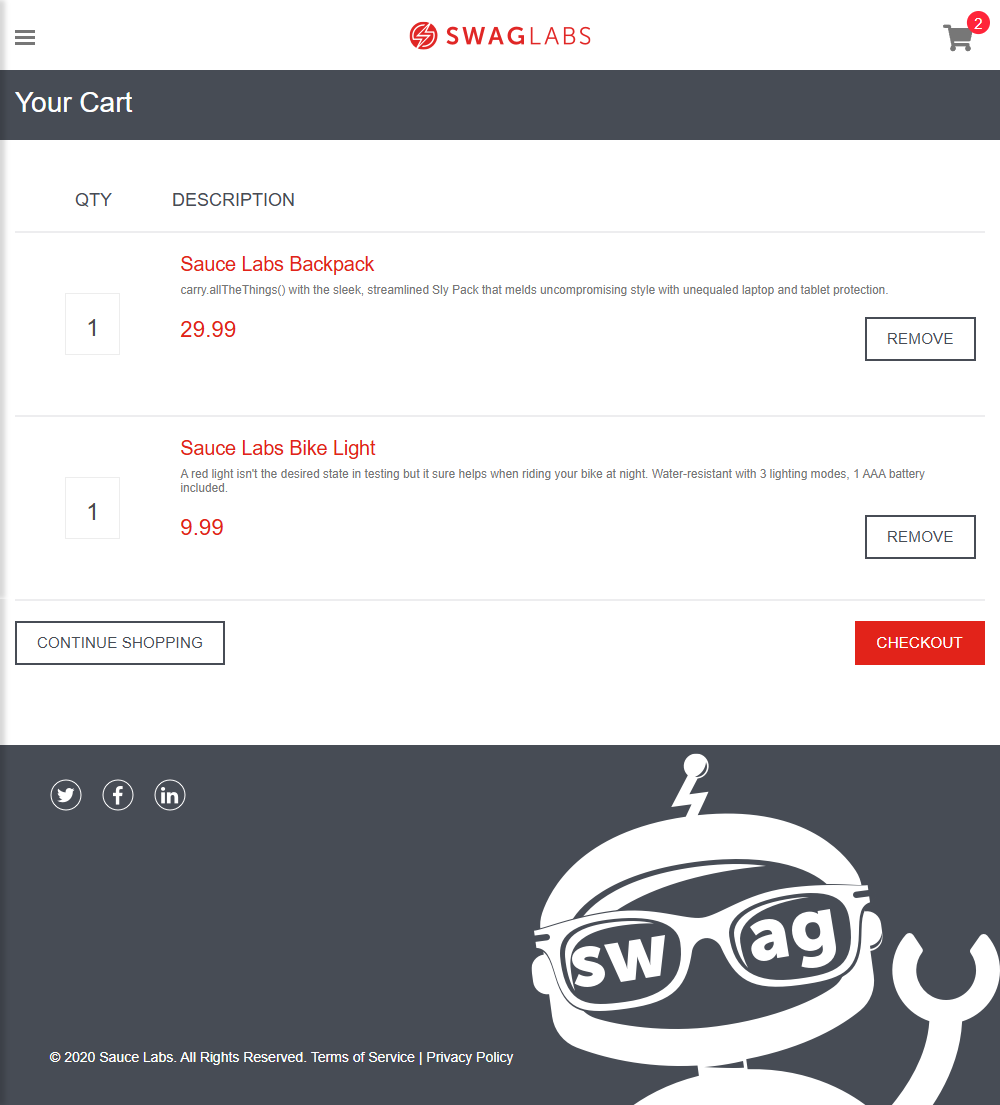 SWAGLABS
2
Your Cart
QTY DESCRIPTION
Sauce Labs Backpack
carry.allTheThings() with the sleek, streamlined Sly Pack that melds uncompromising style with unequaled laptop and tablet protection.
1
29.99
REMOVE
Sauce Labs Bike Light
A red light isn't the desired state in testing but it sure helps when riding your bike at night. Water-resistant with 3 lighting modes, 1 AAA battery
included.
1
9.99
REMOVE
CONTINUE SHOPPING
CHECKOUT
f
in
sw ag
© 2020 Sauce Labs. All Rights Reserved. Terms of Service | Privacy Policy